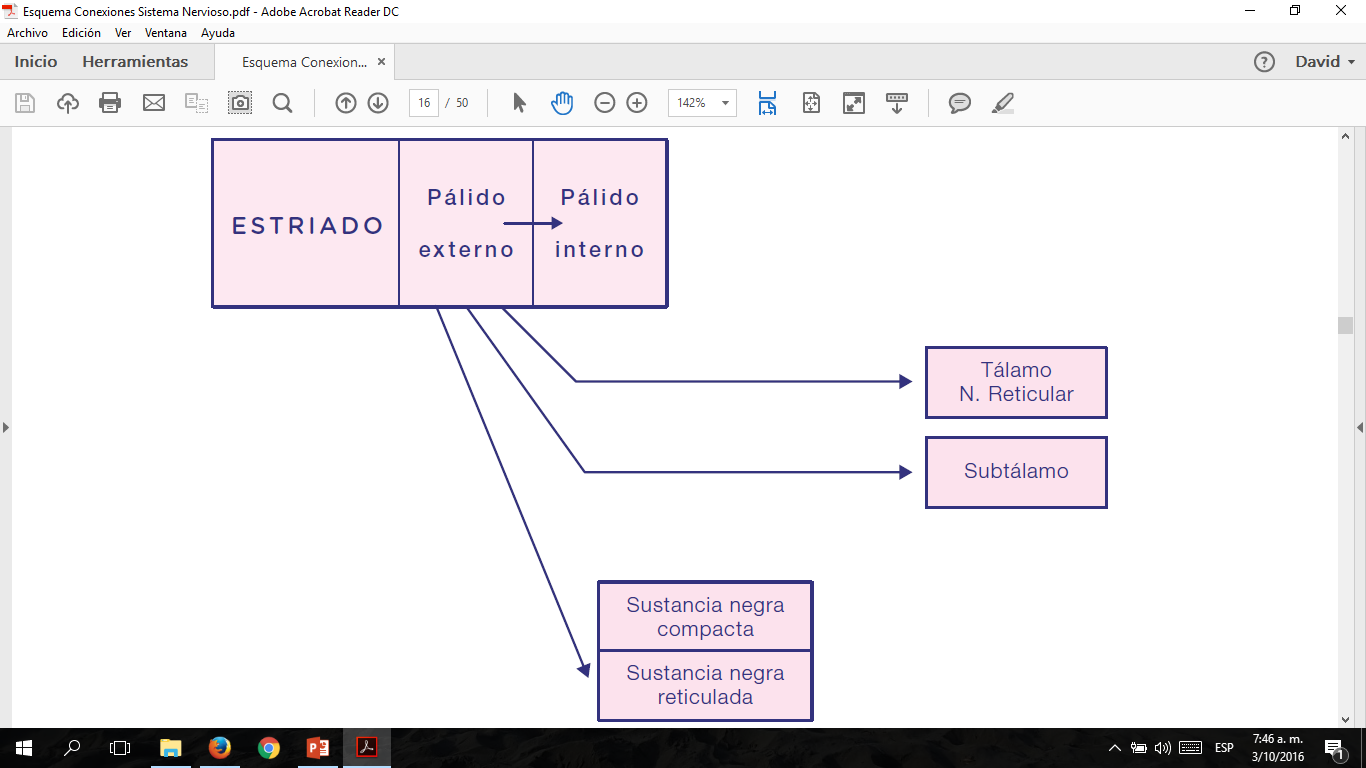 Esquema Conexiones Sistema Nervioso.pdf - Adobe Acrobat Reader DC
Archivo Edición Ver Ventana Ayuda
Inicio Herramientas Esquema Conexion... × ? David
16 / 50 142%
ESTRIADO
Pálido
externo
Pálido
interno
Tálamo
N. Reticular
Subtálamo
Sustancia negra
compacta
Sustancia negra
reticulada
ESP
7:46 a. m.
3/10/2016
1